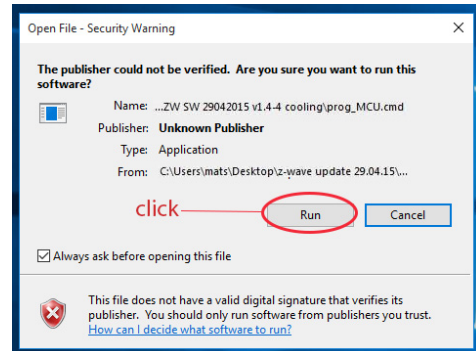 Open File - Security Warning
The publisher could not be verified. Are you sure you want to run this
software?
Name: ...ZW SW 29042015 v1.4-4 cooling\prog_MCU.cmd
Publisher: Unknown Publisher
Type: Application
From: C:\Users\mats\Desktop\z-wave update 29.04.15\...
click Run Cancel
Always ask before opening this file
This file does not have a valid digital signature that verifies its
publisher. You should only run software from publishers you trust.
How can I decide what software to run?